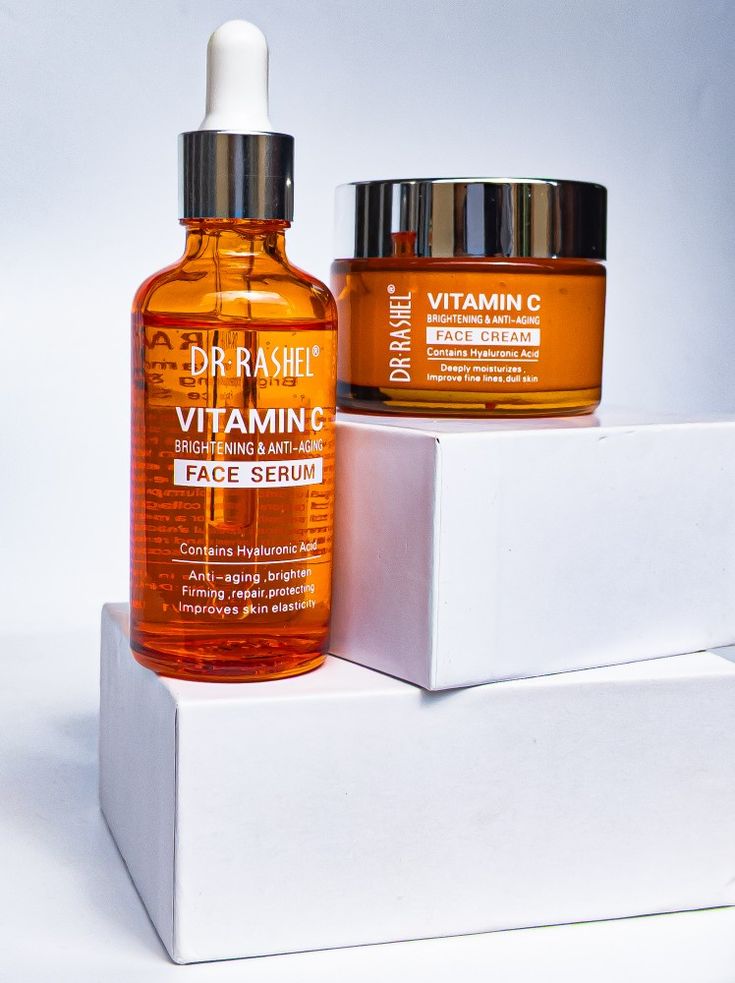 DR·RASHEL®
VITAMIN C
BRIGHTENING & ANTI-AGING
FACE SERUM
Contains Hyaluronic Acid
Anti-aging ,brighten
Firming ,repair,protecting
Improves skin elasticity
DR·RASHEL®
VITAMIN C
BRIGHTENING & ANTI-AGING
FACE CREAM
Contains Hyaluronic Acid
Deeply moisturizes ,
Improve fine lines,dull skin